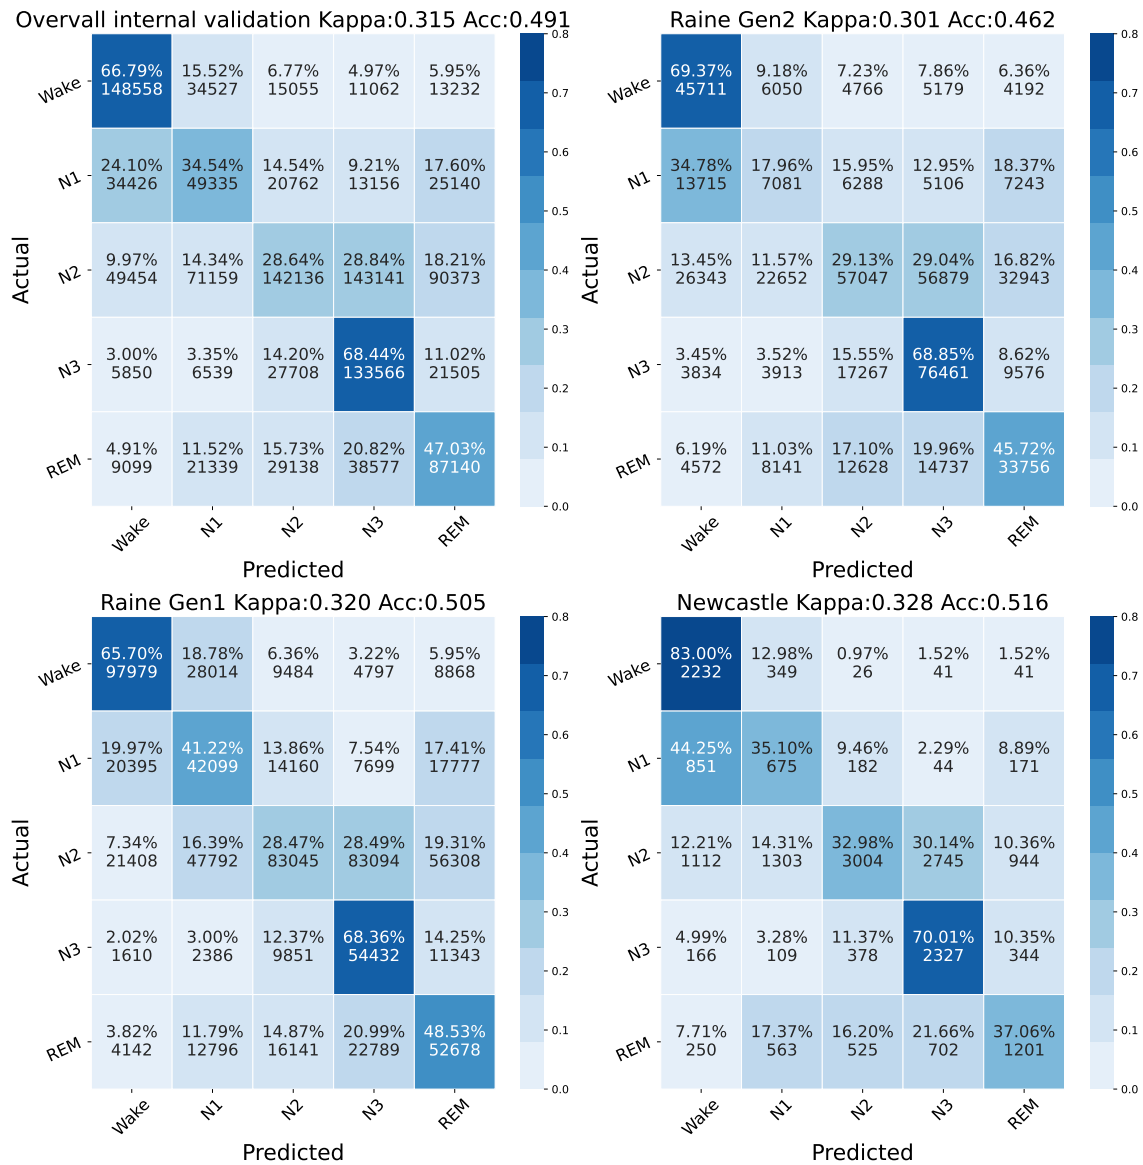 Overvall internal validation Kappa:0.315 Acc:0.491
Actual
Wake 66.79% 15.52% 6.77% 4.97% 5.95%
148558 34527 15055 11062 13232
N1 24.10% 34.54% 14.54% 9.21% 17.60%
34426 49335 20762 13156 25140
N2 9.97% 14.34% 28.64% 28.84% 18.21%
49454 71159 142136 143141 90373
N3 3.00% 3.35% 14.20% 68.44% 11.02%
5850 6539 27708 133566 21505
REM 4.91% 11.52% 15.73% 20.82% 47.03%
9099 21339 29138 38577 87140
Wake N1 N2 N3 REM
Predicted
0.8
0.7
0.6
0.5
0.4
0.3
0.2
0.1
0.0
Raine Gen2 Kappa:0.301 Acc:0.462
Actual
Wake 69.37% 9.18% 7.23% 7.86% 6.36%
45711 6050 4766 5179 4192
N1 34.78% 17.96% 15.95% 12.95% 18.37%
13715 7081 6288 5106 7243
N2 13.45% 11.57% 29.13% 29.04% 16.82%
26343 22652 57047 56879 32943
N3 3.45% 3.52% 15.55% 68.85% 8.62%
3834 3913 17267 76461 9576
REM 6.19% 11.03% 17.10% 19.96% 45.72%
4572 8141 12628 14737 33756
Wake N1 N2 N3 REM
Predicted
0.8
0.7
0.6
0.5
0.4
0.3
0.2
0.1
0.0
Raine Gen1 Kappa:0.320 Acc:0.505
Actual
Wake 65.70% 18.78% 6.36% 3.22% 5.95%
97979 28014 9484 4797 8868
N1 19.97% 41.22% 13.86% 7.54% 17.41%
20395 42099 14160 7699 17777
N2 7.34% 16.39% 28.47% 28.49% 19.31%
21408 47792 83045 83094 56308
N3 2.02% 3.00% 12.37% 68.36% 14.25%
1610 2386 9851 54432 11343
REM 3.82% 11.79% 14.87% 20.99% 48.53%
4142 12796 16141 22789 52678
Wake N1 N2 N3 REM
Predicted
0.8
0.7
0.6
0.5
0.4
0.3
0.2
0.1
0.0
Newcastle Kappa:0.328 Acc:0.516
Actual
Wake 83.00% 12.98% 0.97% 1.52% 1.52%
2232 349 26 41 41
N1 44.25% 35.10% 9.46% 2.29% 8.89%
851 675 182 44 171
N2 12.21% 14.31% 32.98% 30.14% 10.36%
1112 1303 3004 2745 944
N3 4.99% 3.28% 11.37% 70.01% 10.35%
166 109 378 2327 344
REM 7.71% 17.37% 16.20% 21.66% 37.06%
250 563 525 702 1201
Wake N1 N2 N3 REM
Predicted
0.8
0.7
0.6
0.5
0.4
0.3
0.2
0.1
0.0